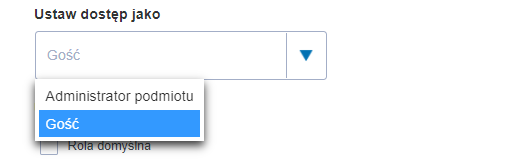 Ustaw dostęp jako
Gość
Administrator podmiotu
Gość
Rola domyślna